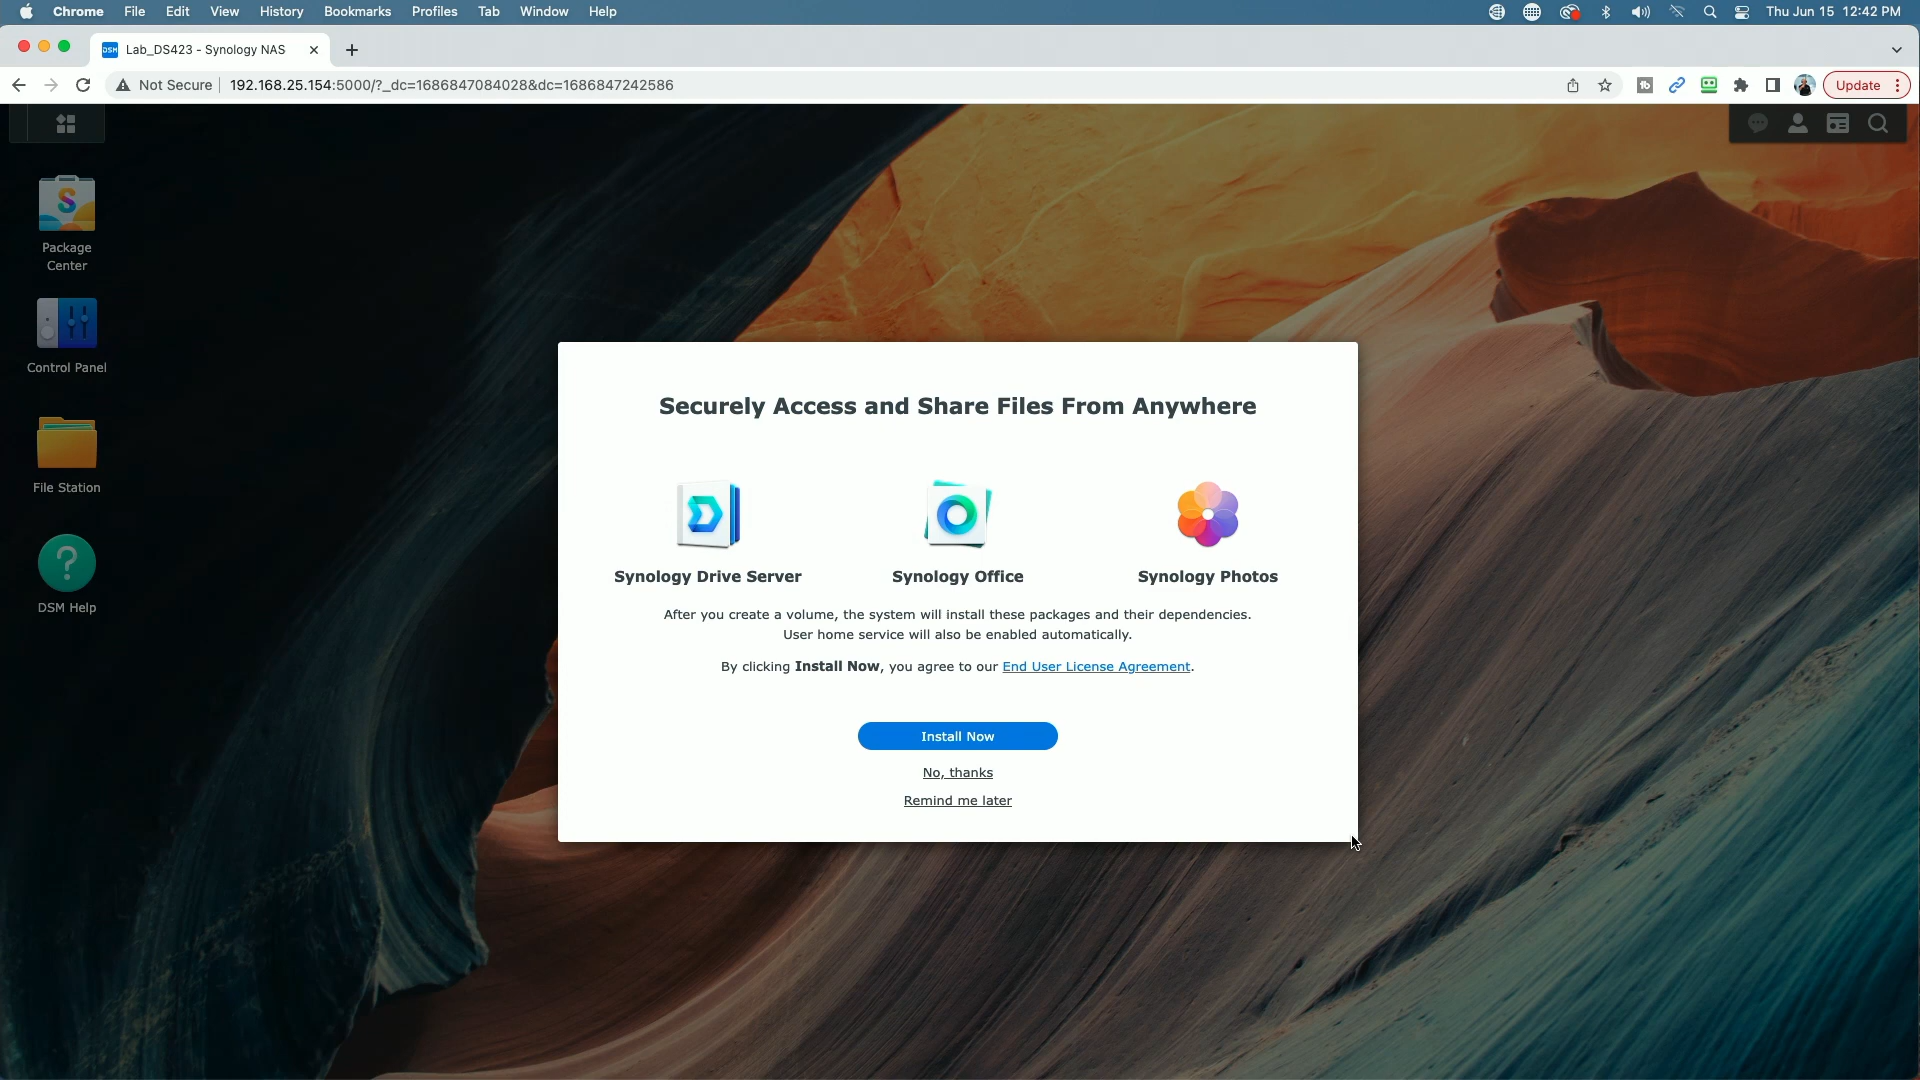 Chrome File Edit View History Bookmarks Profiles Tab Window Help Thu Jun 15 12:42 PM
DSM Lab_DS423 - Synology NAS
Not Secure 192.168.25.154:5000/?_dc=1686847084028&dc=1686847242586 Update
Package
Center
Control Panel
File Station
DSM Help
Securely Access and Share Files From Anywhere
Synology Drive Server Synology Office Synology Photos
After you create a volume, the system will install these packages and their dependencies.
User home service will also be enabled automatically.
By clicking Install Now, you agree to our End User License Agreement.
Install Now
No, thanks
Remind me later